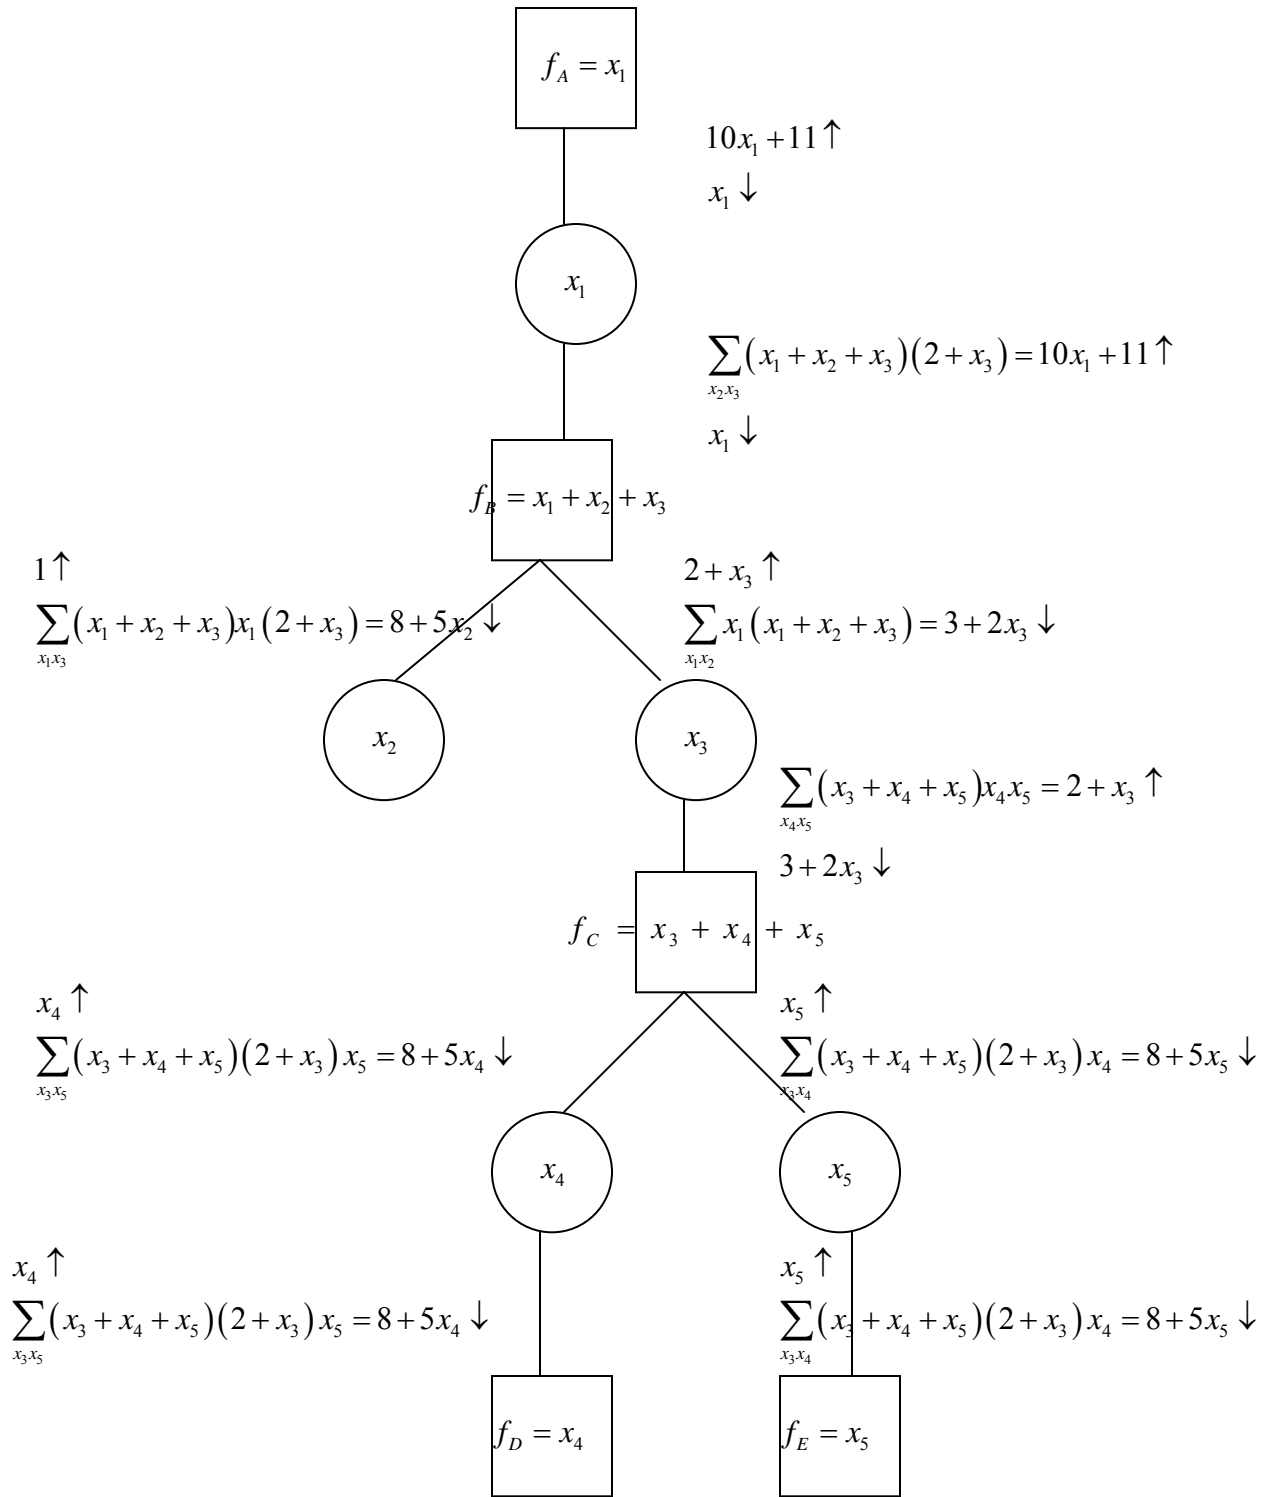 f_A = x_1
10x_1 + 11 ↑
x_1 ↓
x_1
∑_{x_2 x_3} (x_1 + x_2 + x_3)(2 + x_3) = 10x_1 + 11 ↑
x_1 ↓
f_B = x_1 + x_2 + x_3
1 ↑
∑_{x_1 x_3} (x_1 + x_2 + x_3)x_1(2 + x_3) = 8 + 5x_2 ↓
2 + x_3 ↑
∑_{x_1 x_2} x_1(x_1 + x_2 + x_3) = 3 + 2x_3 ↓
x_2
x_3
∑_{x_4 x_5} (x_3 + x_4 + x_5)x_4 x_5 = 2 + x_3 ↑
3 + 2x_3 ↓
f_C = x_3 + x_4 + x_5
x_4 ↑
∑_{x_3 x_5} (x_3 + x_4 + x_5)(2 + x_3)x_5 = 8 + 5x_4 ↓
x_5 ↑
∑_{x_3 x_4} (x_3 + x_4 + x_5)(2 + x_3)x_4 = 8 + 5x_5 ↓
x_4
x_5
x_4 ↑
∑_{x_3 x_5} (x_3 + x_4 + x_5)(2 + x_3)x_5 = 8 + 5x_4 ↓
x_5 ↑
∑_{x_3 x_4} (x_3 + x_4 + x_5)(2 + x_3)x_4 = 8 + 5x_5 ↓
f_D = x_4
f_E = x_5